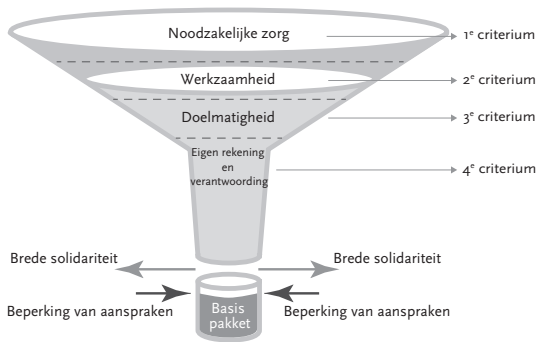 Noodzakelijke zorg
1e criterium
Werkzaamheid
2e criterium
Doelmatigheid
3e criterium
Eigen rekening
en
verantwoording
4e criterium
Brede solidariteit
Brede solidariteit
Beperking van aanspraken
Basis
pakket
Beperking van aanspraken